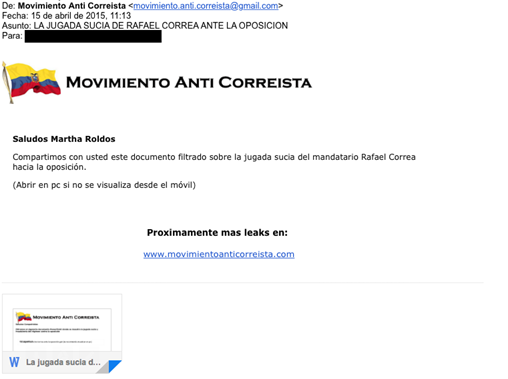 De: Movimiento Anti Correista <movimiento.anti.correista@gmail.com>
Fecha: 15 de abril de 2015, 11:13
Asunto: LA JUGADA SUCIA DE RAFAEL CORREA ANTE LA OPOSICION
Para:
MOVIMIENTO ANTI CORREISTA
Saludos Martha Roldos
Compartimos con usted este documento filtrado sobre la jugada sucia del mandatario Rafael Correa
hacia la oposición.
(Abrir en pc si no se visualiza desde el móvil)
Proximamente mas leaks en:
www.movimientoanticorreista.com
MOVIMIENTO ANTI CORREISTA
W La jugada sucia d...